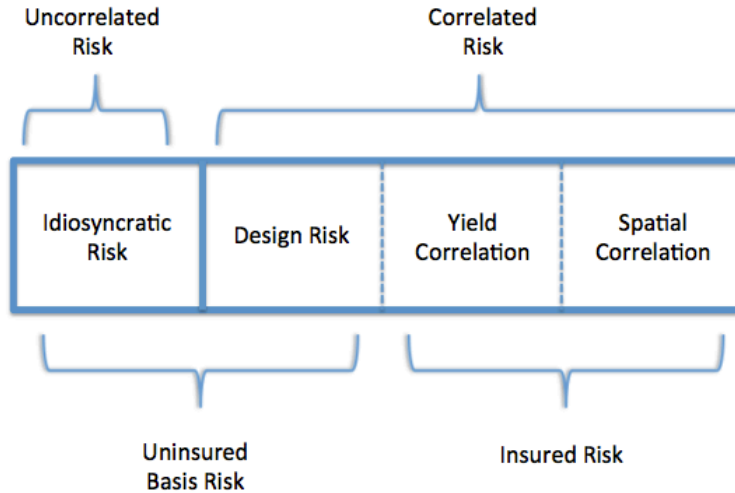 Uncorrelated
Risk
Correlated
Risk
Idiosyncratic
Risk
Design Risk
Yield
Correlation
Spatial
Correlation
Uninsured
Basis Risk
Insured Risk